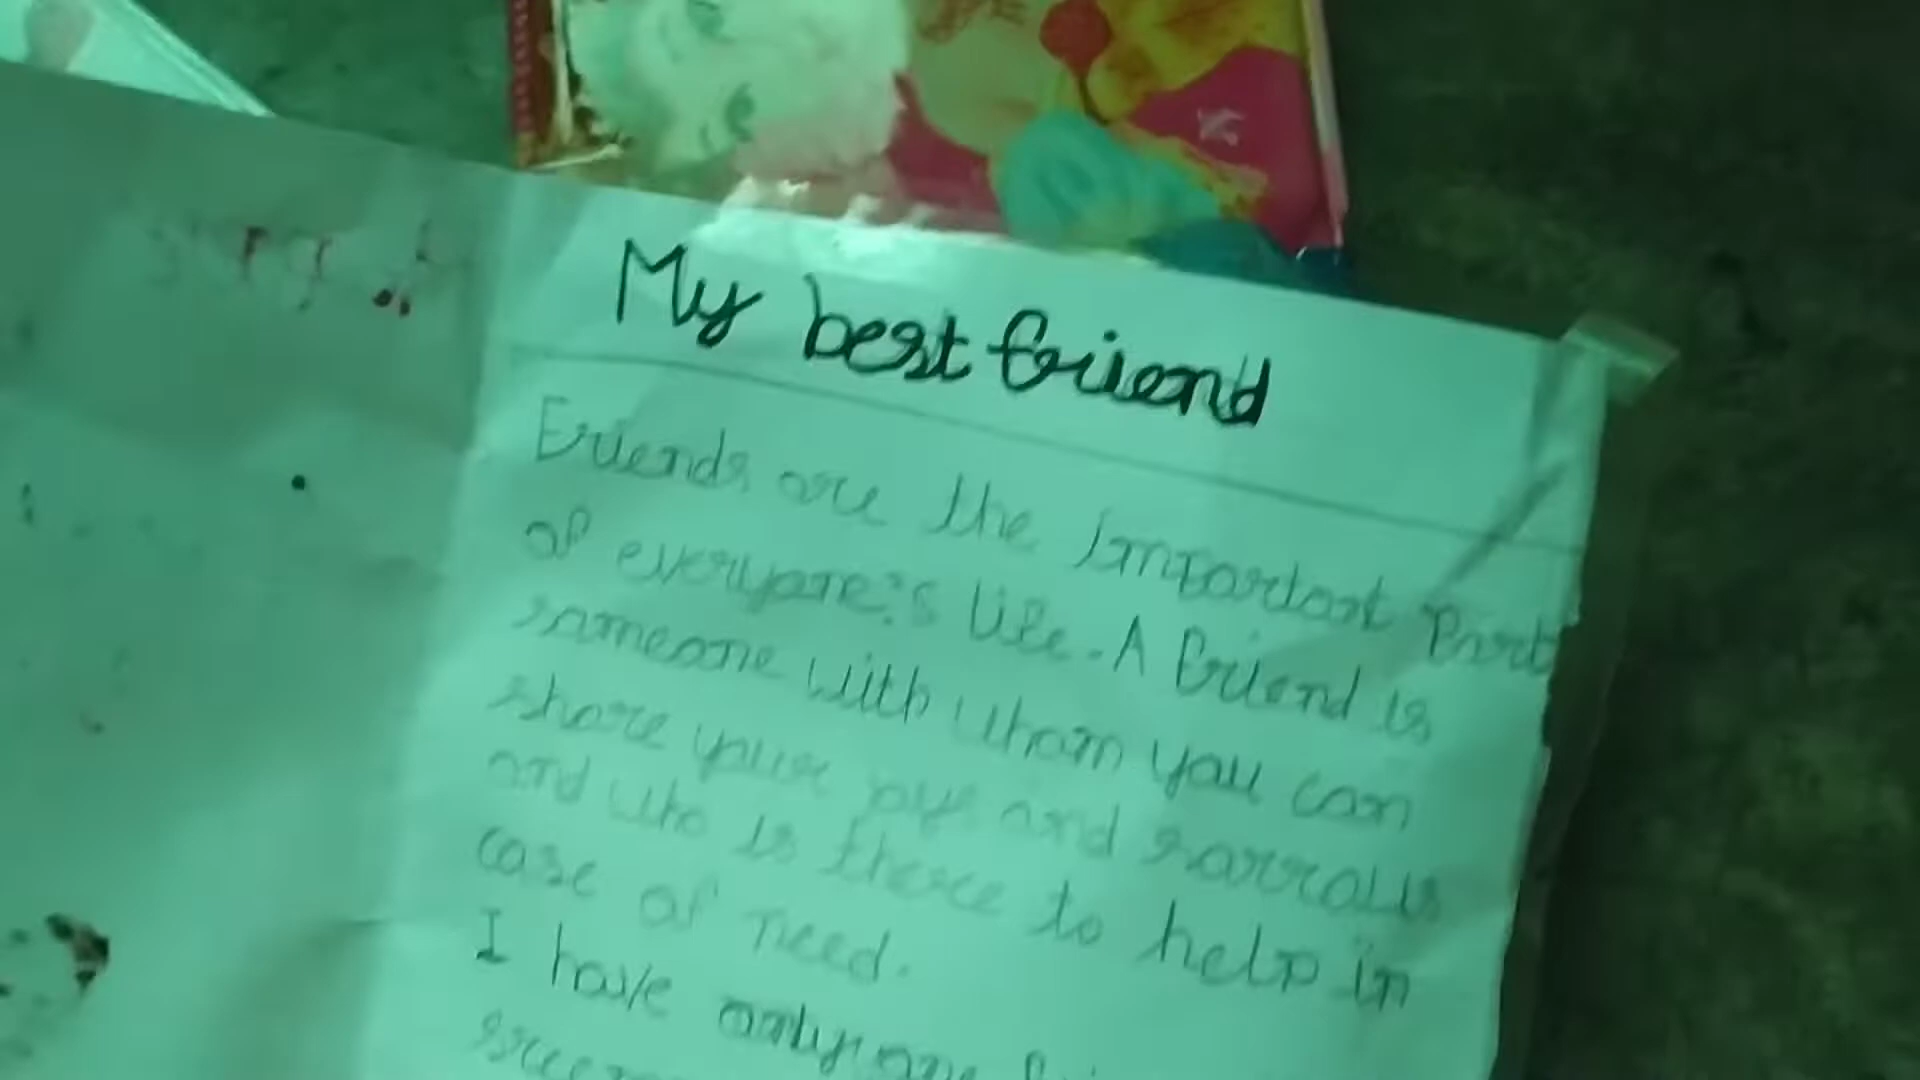 My best friend
Friends are the important Part
of everyone's life. A friend is
someone with whom you can
share your joys and sorrows
and who is there to help in
case of need.
I have only one